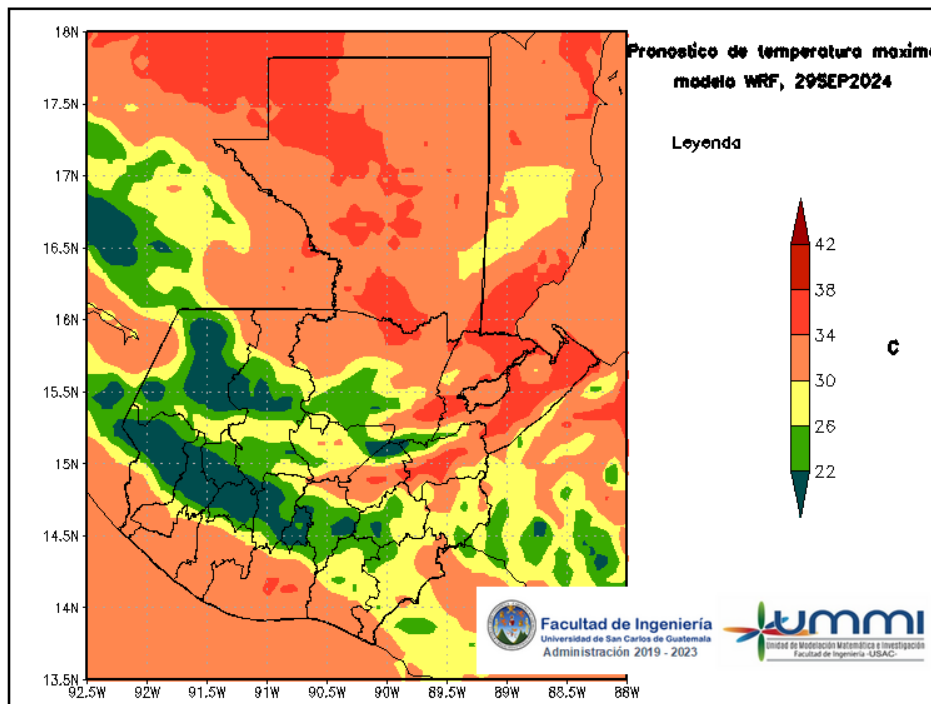 Pronostico de temperatura maxim
modelo WRF, 29SEP2024
Leyenda
42
38
34
30
26
22
C
18N
17.5N
17N
16.5N
16N
15.5N
15N
14.5N
14N
13.5N
92.5W 92W 91.5W 91W 90.5W 90W 89.5W 89W 88.5W 88W
Facultad de Ingeniería
Universidad de San Carlos de Guatemala
Administración 2019 - 2023
ummi
Unidad de Modelación Matemática e Investigación
Facultad de Ingeniería -USAC-